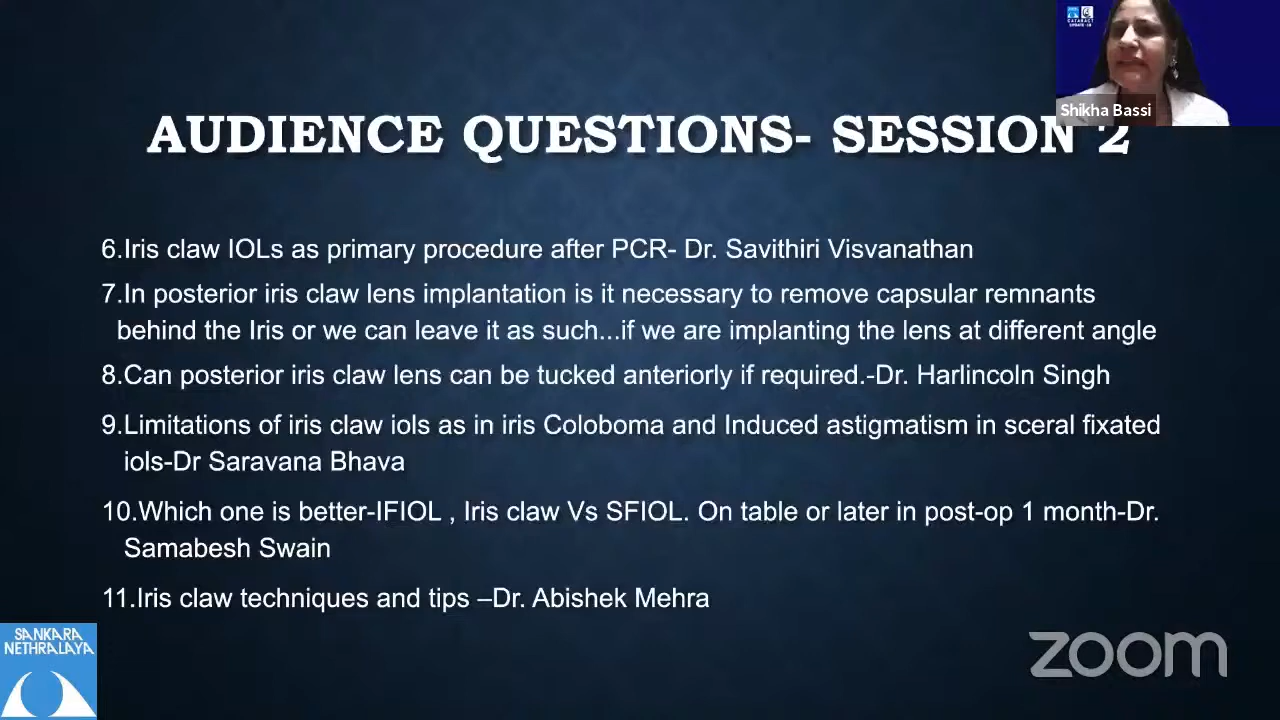 CATARACT
Shikha Bassi
AUDIENCE QUESTIONS- SESSION 2
6.Iris claw IOLs as primary procedure after PCR- Dr. Savithiri Visvanathan
7.In posterior iris claw lens implantation is it necessary to remove capsular remnants
behind the Iris or we can leave it as such...if we are implanting the lens at different angle
8.Can posterior iris claw lens can be tucked anteriorly if required.-Dr. Harlincoln Singh
9.Limitations of iris claw iols as in iris Coloboma and Induced astigmatism in sceral fixated
iols-Dr Saravana Bhava
10.Which one is better-IFIOL , Iris claw Vs SFIOL. On table or later in post-op 1 month-Dr.
Samabesh Swain
11.Iris claw techniques and tips –Dr. Abishek Mehra
SANKARA
NETHRALAYA
zoom